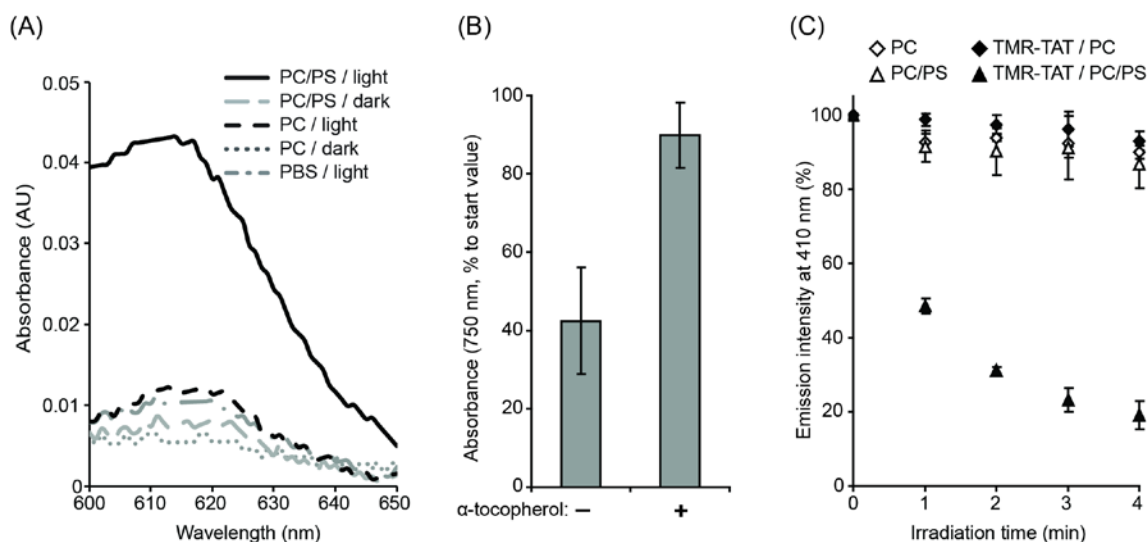 (A)
Absorbance (AU)
0.05
0.04
0.03
0.02
0.01
0
600 610 620 630 640 650
Wavelength (nm)
PC/PS / light
PC/PS / dark
PC / light
PC / dark
PBS / light
(B)
Absorbance (750 nm, % to start value)
100
80
60
40
20
0
α-tocopherol: − +
(C)
PC TMR-TAT / PC
PC/PS TMR-TAT / PC/PS
Emission intensity at 410 nm (%)
100
80
60
40
20
0
0 1 2 3 4
Irradiation time (min)